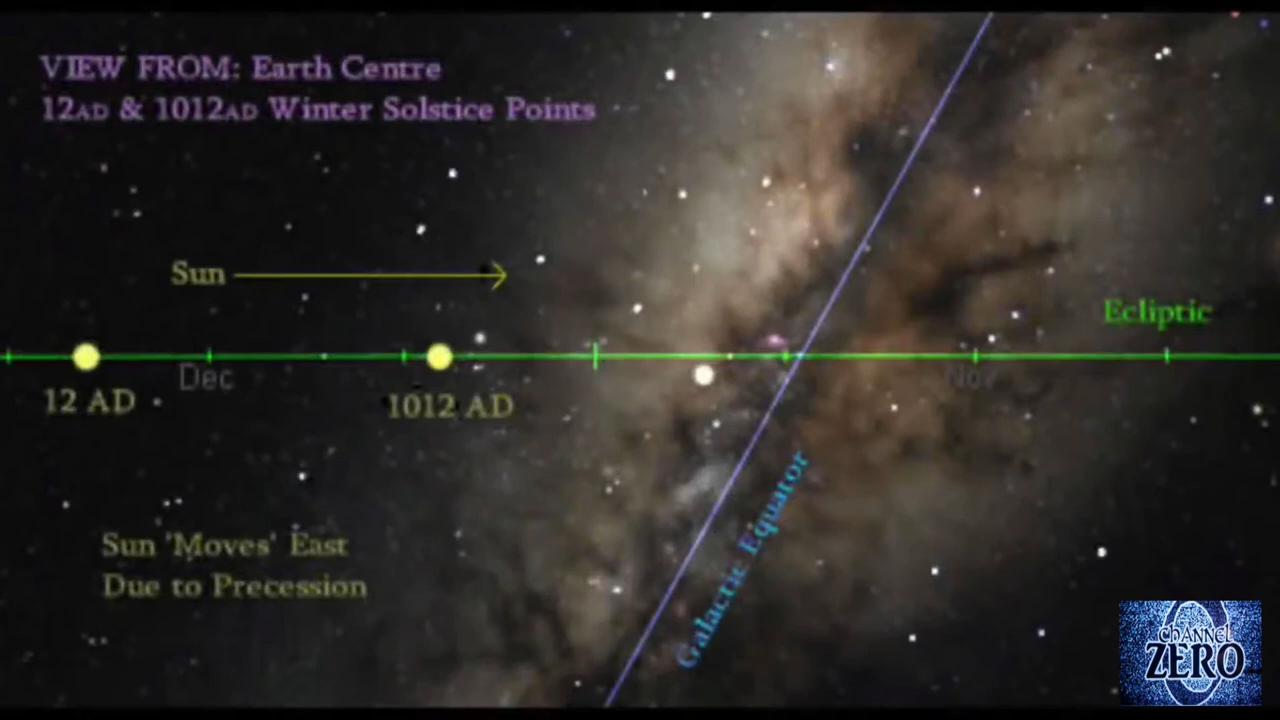 VIEW FROM: Earth Centre
12AD & 1012AD Winter Solstice Points
Sun
Ecliptic
Dec
Nov
12 AD
1012 AD
Galactic Equator
Sun 'Moves' East
Due to Precession
CHANNEL
ZERO